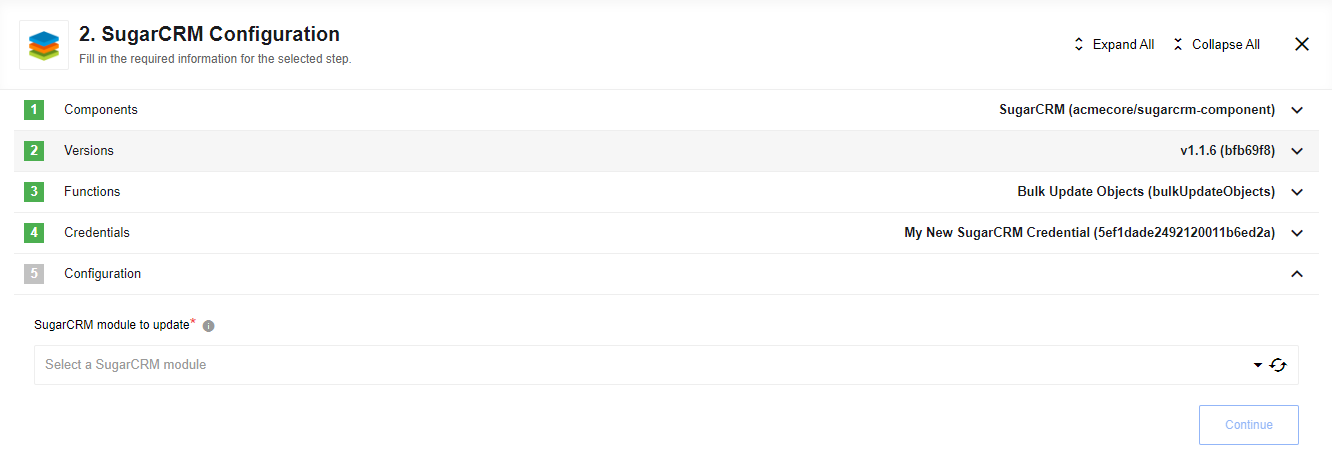 2. SugarCRM Configuration
Fill in the required information for the selected step.
Expand All
Collapse All
1 Components SugarCRM (acmecore/sugarcrm-component)
2 Versions v1.1.6 (bfb69f8)
3 Functions Bulk Update Objects (bulkUpdateObjects)
4 Credentials My New SugarCRM Credential (5ef1dade2492120011b6ed2a)
5 Configuration
SugarCRM module to update* i
Select a SugarCRM module
Continue